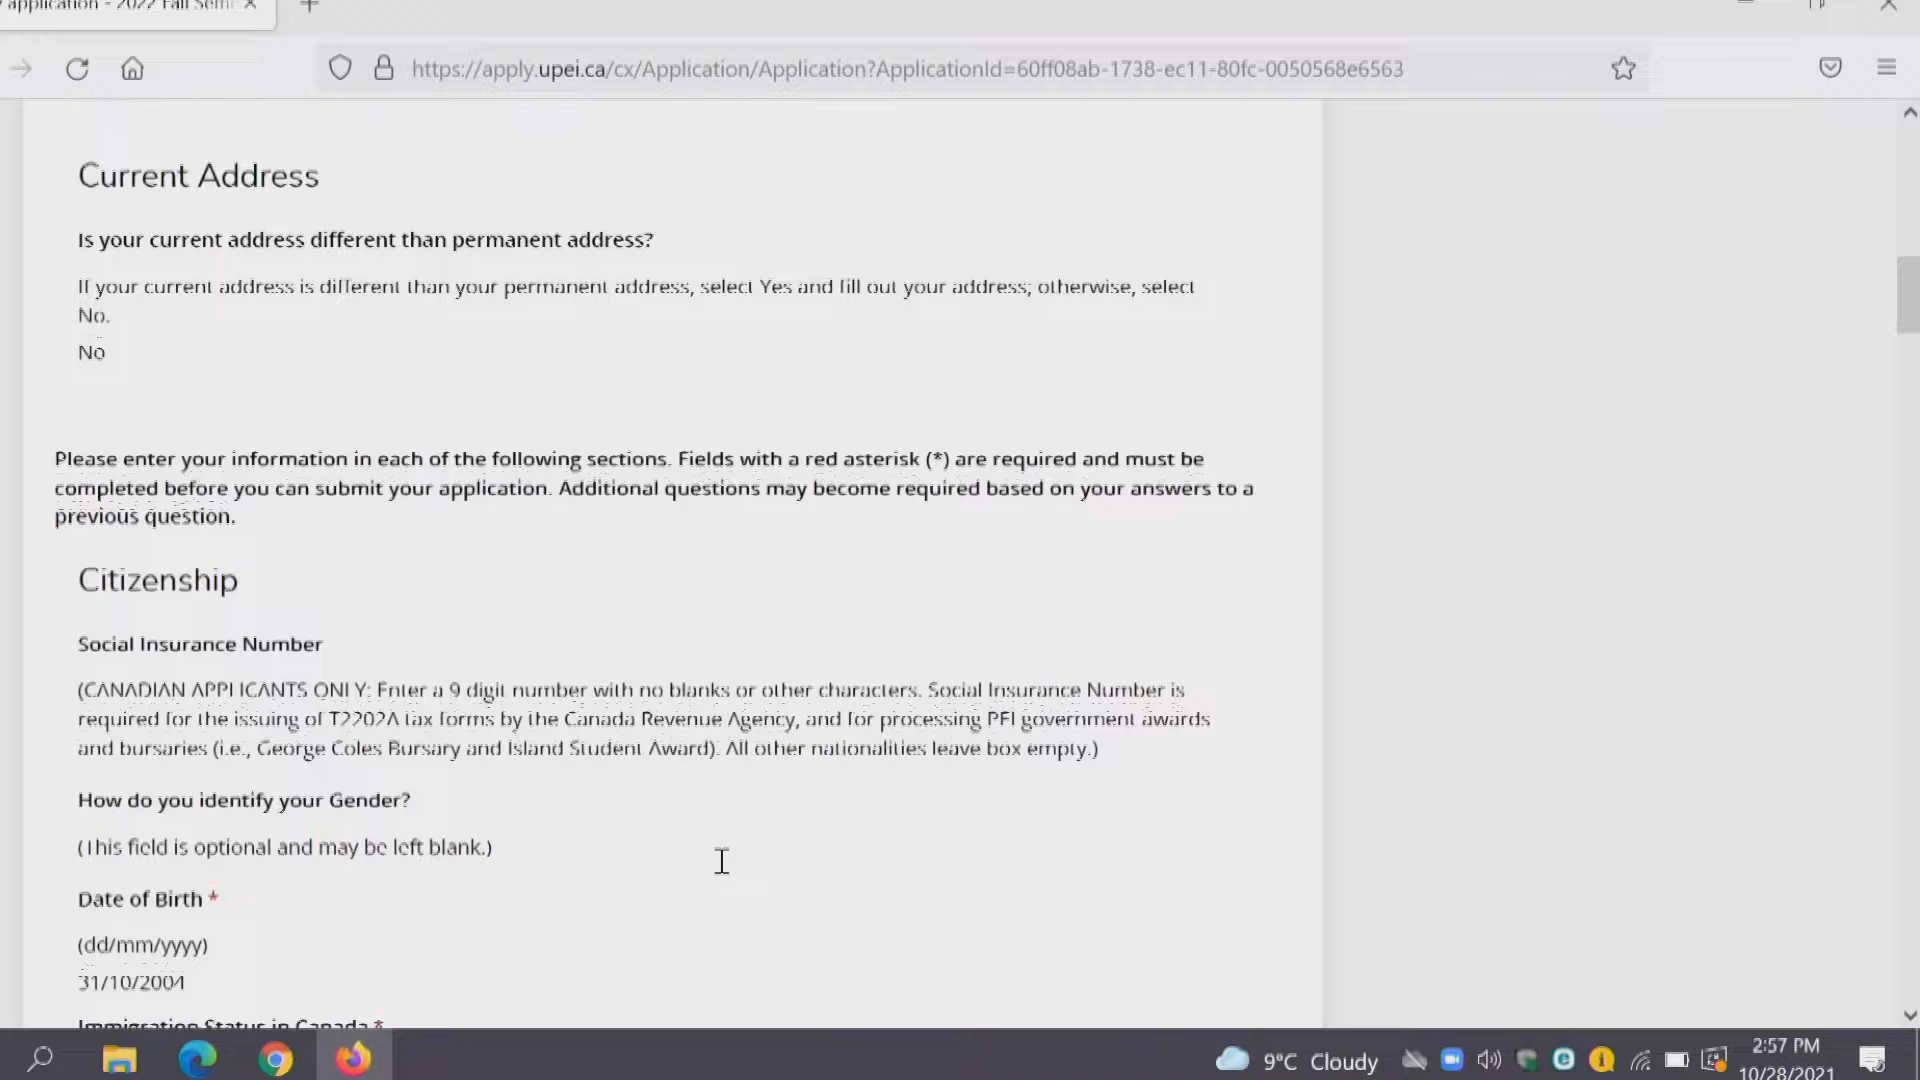 application - 2022 Fall Sem
https://apply.upei.ca/cx/Application/Application?ApplicationId=60ff08ab-1738-ec11-80fc-0050568e6563
Current Address
Is your current address different than permanent address?
If your current address is different than your permanent address, select Yes and fill out your address; otherwise, select
No.
No
Please enter your information in each of the following sections. Fields with a red asterisk (*) are required and must be
completed before you can submit your application. Additional questions may become required based on your answers to a
previous question.
Citizenship
Social Insurance Number
(CANADIAN APPLICANTS ONLY: Enter a 9 digit number with no blanks or other characters. Social Insurance Number is
required for the issuing of T2202A tax forms by the Canada Revenue Agency, and for processing PEI government awards
and bursaries (i.e., George Coles Bursary and Island Student Award). All other nationalities leave box empty.)
How do you identify your Gender?
(This field is optional and may be left blank.)
Date of Birth *
(dd/mm/yyyy)
31/10/2004
Immigration Status in Canada *
9°C Cloudy
2:57 PM
10/28/2021